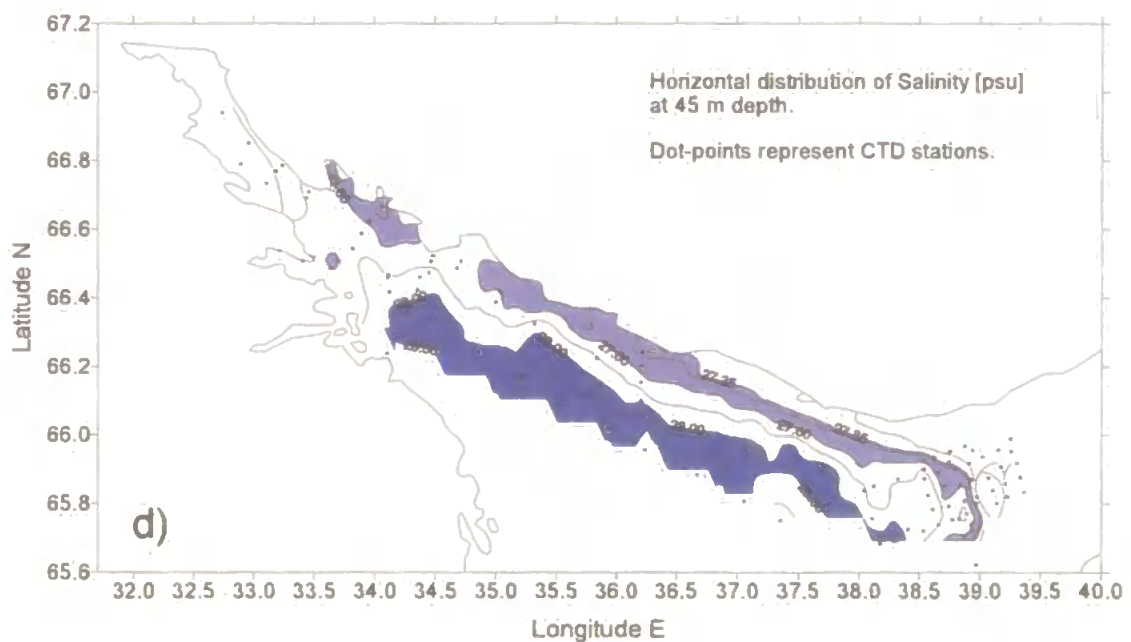 67.2
67.0
66.8
66.6
66.4
66.2
66.0
65.8
65.6
Latitude N
Horizontal distribution of Salinity [psu]
at 45 m depth.
Dot-points represent CTD stations.
28.00
27.25
d)
32.0 32.5 33.0 33.5 34.0 34.5 35.0 35.5 36.0 36.5 37.0 37.5 38.0 38.5 39.0 39.5 40.0
Longitude E